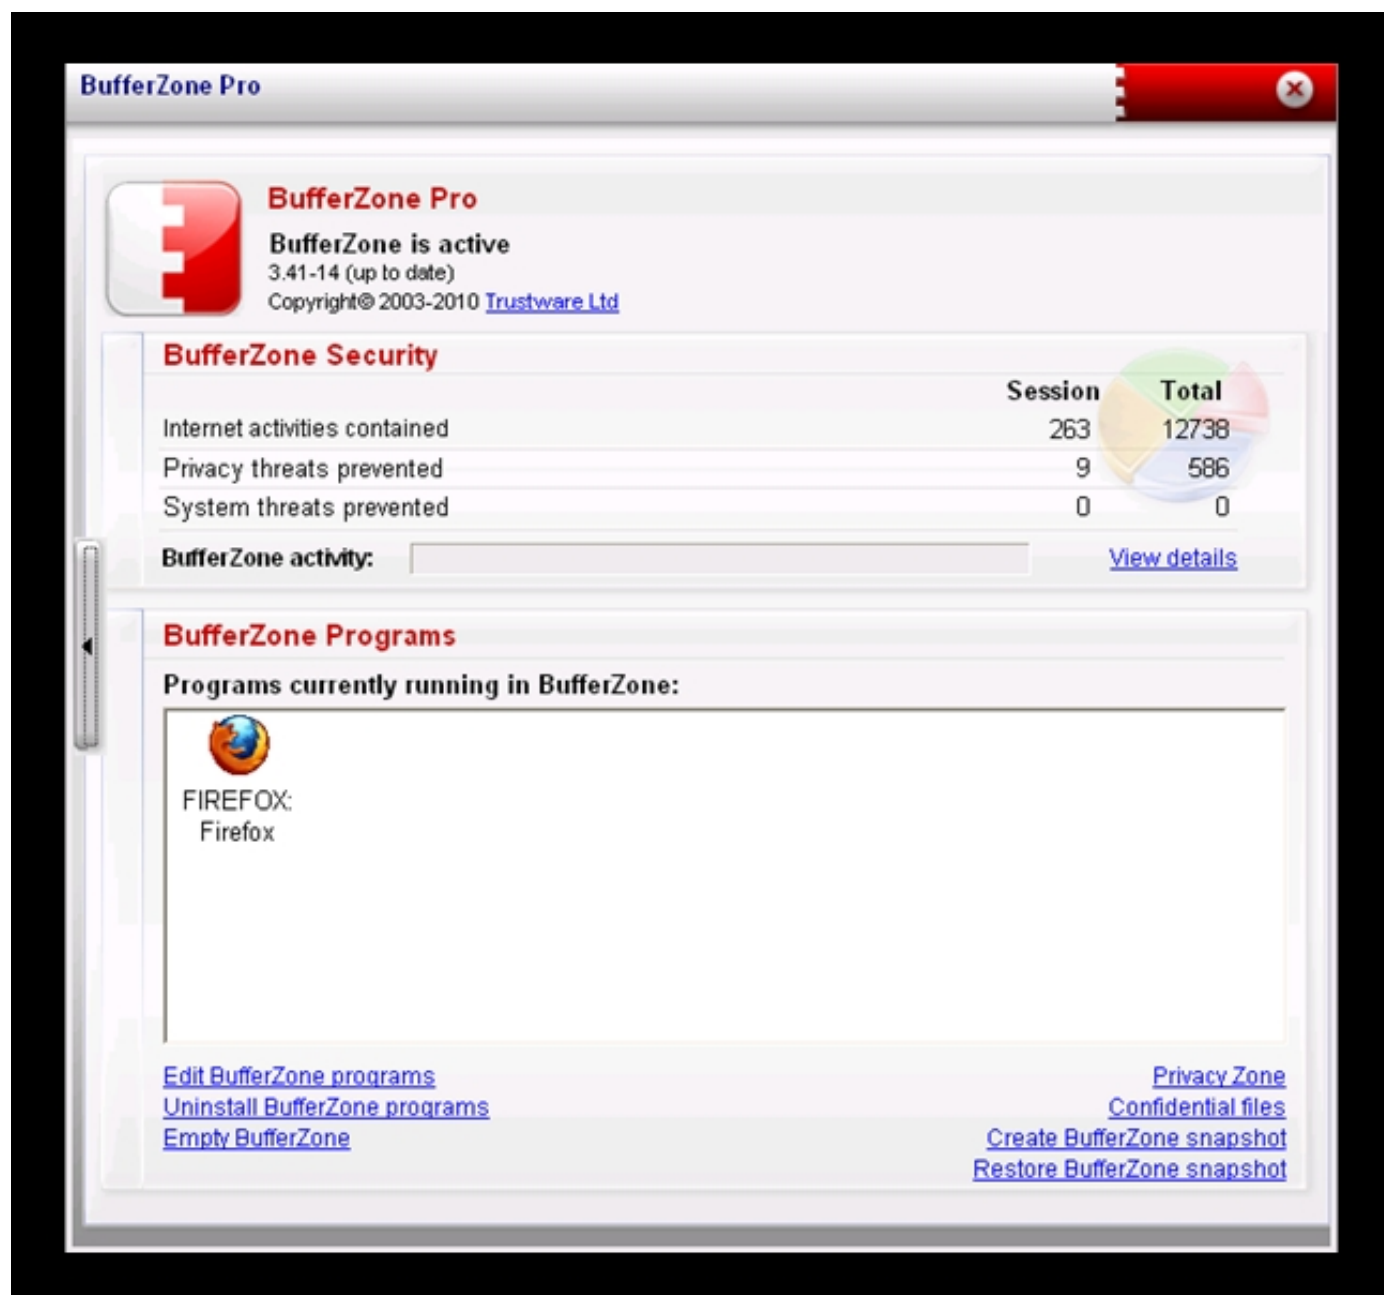 BufferZone Pro
BufferZone Pro
BufferZone is active
3.41-14 (up to date)
Copyright© 2003-2010 Trustware Ltd
BufferZone Security
Session Total
Internet activities contained 263 12738
Privacy threats prevented 9 586
System threats prevented 0 0
BufferZone activity: View details
BufferZone Programs
Programs currently running in BufferZone:
FIREFOX:
Firefox
Edit BufferZone programs Privacy Zone
Uninstall BufferZone programs Confidential files
Empty BufferZone Create BufferZone snapshot
Restore BufferZone snapshot